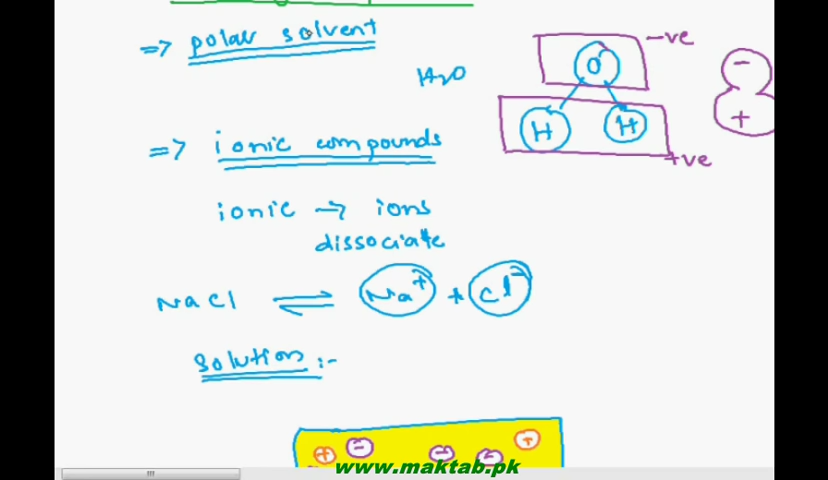 => polar solvent
H2O
O
-ve
H H
+ve
-
+
=> ionic compounds
ionic → ions
dissociate
NaCl ⇌ Na+ + Cl-
Solution :-
+ - - - +
www.maktab.pk